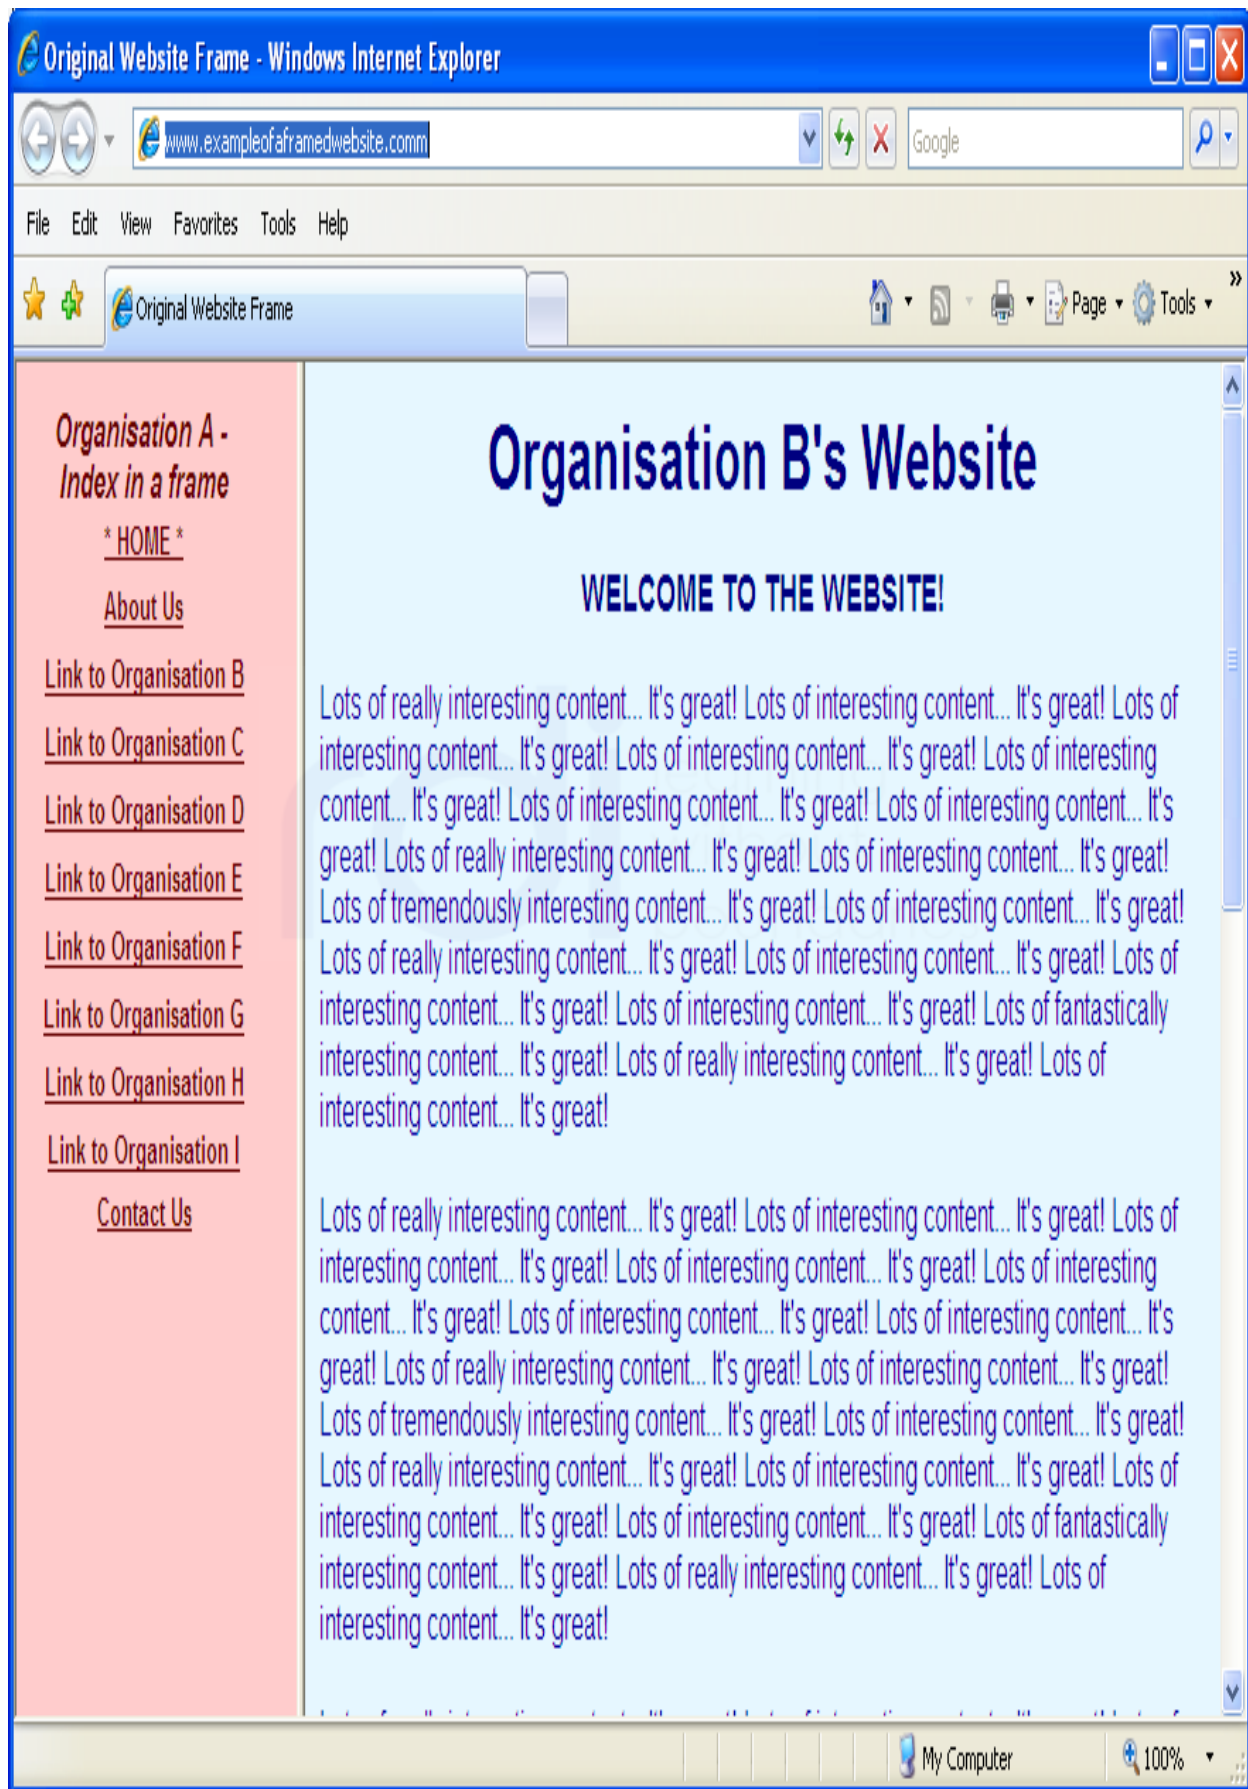 Original Website Frame - Windows Internet Explorer
www.exampleofaframedwebsite.comm
Google
File Edit View Favorites Tools Help
Original Website Frame
Page Tools »
Organisation A -
Index in a frame
* HOME *
About Us
Link to Organisation B
Link to Organisation C
Link to Organisation D
Link to Organisation E
Link to Organisation F
Link to Organisation G
Link to Organisation H
Link to Organisation I
Contact Us
Organisation B's Website
WELCOME TO THE WEBSITE!
Lots of really interesting content... It's great! Lots of interesting content... It's great! Lots of
interesting content... It's great! Lots of interesting content... It's great! Lots of interesting
content... It's great! Lots of interesting content... It's great! Lots of interesting content... It's
great! Lots of really interesting content... It's great! Lots of interesting content... It's great!
Lots of tremendously interesting content... It's great! Lots of interesting content... It's great!
Lots of really interesting content... It's great! Lots of interesting content... It's great! Lots of
interesting content... It's great! Lots of interesting content... It's great! Lots of fantastically
interesting content... It's great! Lots of really interesting content... It's great! Lots of
interesting content... It's great!
Lots of really interesting content... It's great! Lots of interesting content... It's great! Lots of
interesting content... It's great! Lots of interesting content... It's great! Lots of interesting
content... It's great! Lots of interesting content... It's great! Lots of interesting content... It's
great! Lots of really interesting content... It's great! Lots of interesting content... It's great!
Lots of tremendously interesting content... It's great! Lots of interesting content... It's great!
Lots of really interesting content... It's great! Lots of interesting content... It's great! Lots of
interesting content... It's great! Lots of interesting content... It's great! Lots of fantastically
interesting content... It's great! Lots of really interesting content... It's great! Lots of
interesting content... It's great!
My Computer
100%